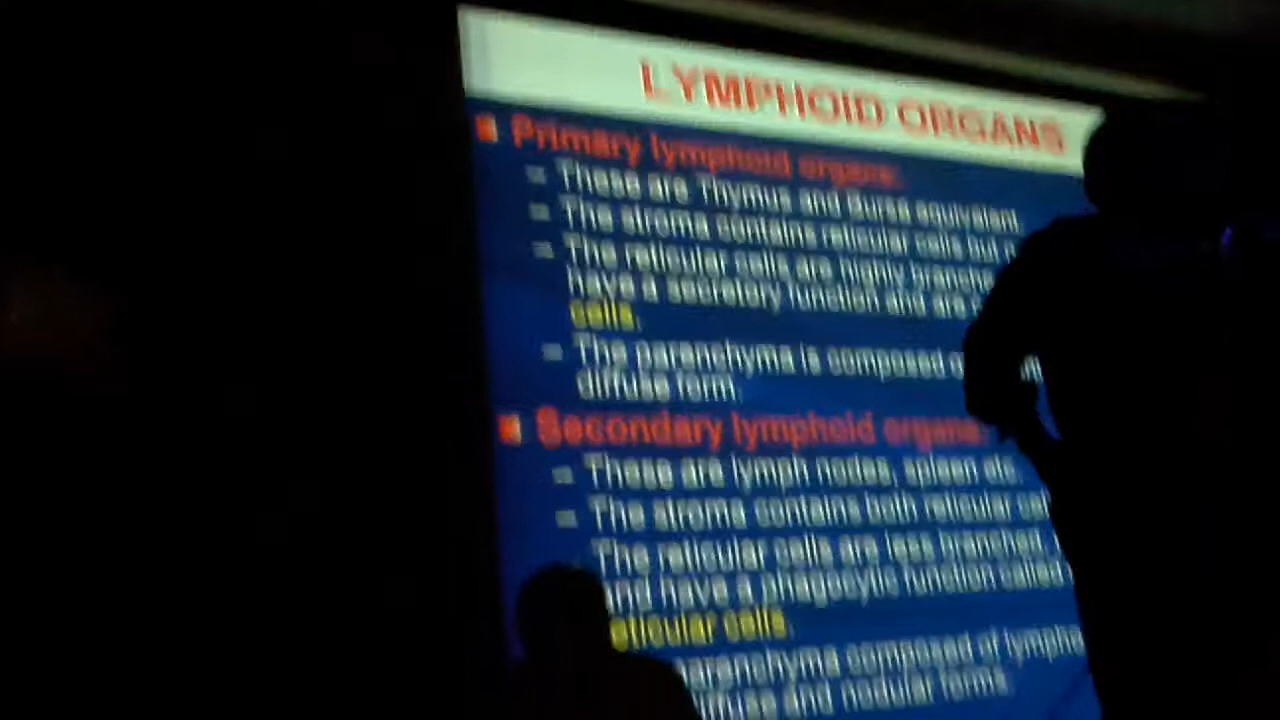 LYMPHOID ORGANS
Primary lymphoid organs:
These are Thymus and Bursa equivalent.
The stroma contains reticular cells but
The reticular cells are highly
have a secretory function and are
cells.
The parenchyma is composed
diffuse form.
Secondary lymphoid organs:
These are lymph nodes, spleen etc.
The stroma contains both reticular
The reticular cells are less branched
and have a phagocytic function called
reticular cells.
parenchyma composed of
diffuse and nodular forms.